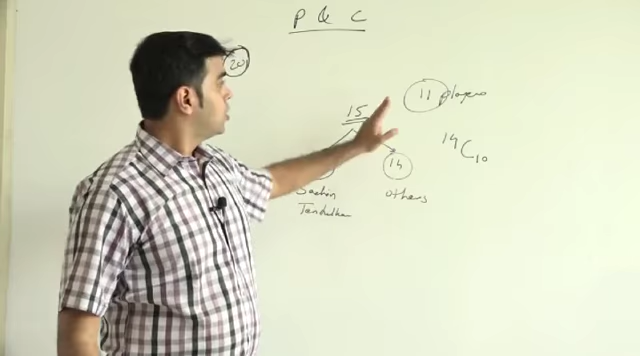 P & C
20
15
11 players
14C10
14
Sachin
Tendulkar
others